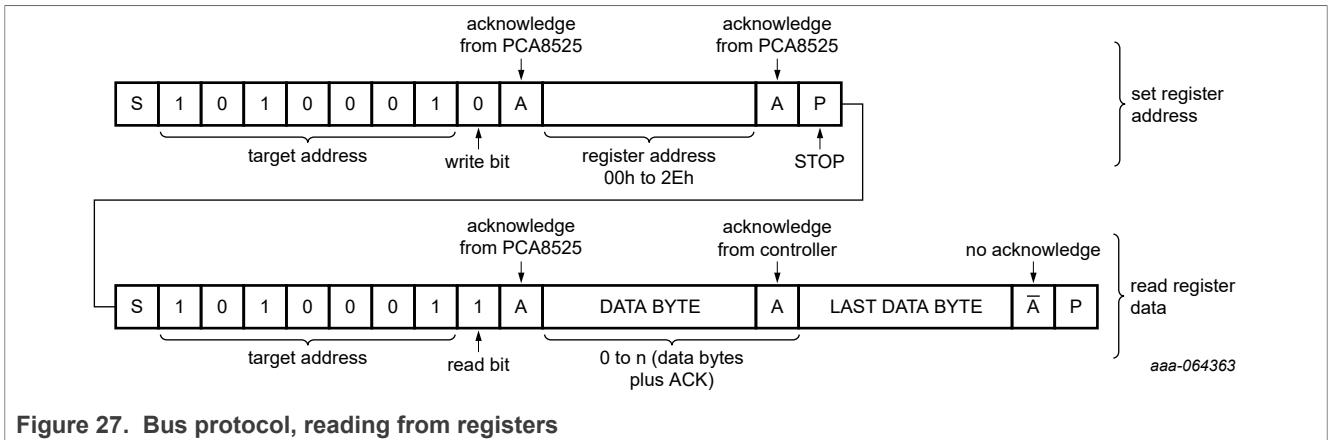 acknowledge
from PCA8525
acknowledge
from PCA8525
S 1 0 1 0 0 0 1 0 A A P
set register
address
target address
write bit
register address
00h to 2Eh
STOP
acknowledge
from PCA8525
acknowledge
from controller
no acknowledge
S 1 0 1 0 0 0 1 1 A DATA BYTE A LAST DATA BYTE A̅ P
read register
data
target address
read bit
0 to n (data bytes
plus ACK)
aaa-064363
Figure 27. Bus protocol, reading from registers